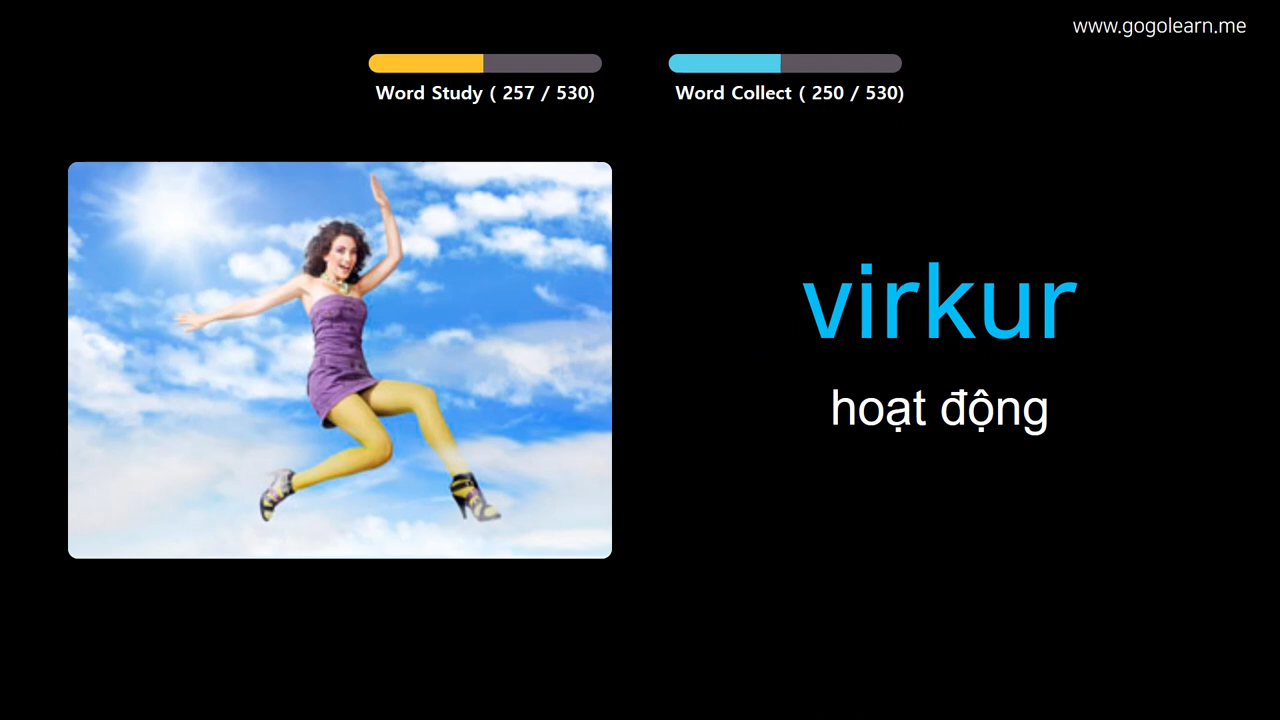 www.gogolearn.me
Word Study ( 257 / 530)
Word Collect ( 250 / 530)
virkur
hoạt động